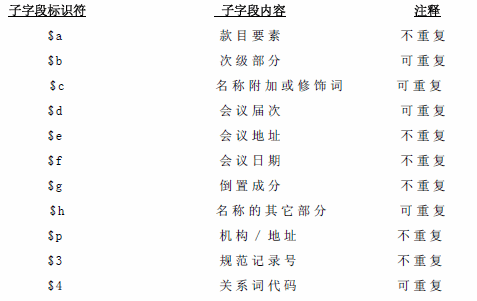 子字段标识符 子字段内容 注释
$a 款目要素 不重复
$b 次级部分 可重复
$c 名称附加或修饰词 可重复
$d 会议届次 可重复
$e 会议地址 不重复
$f 会议日期 不重复
$g 倒置成分 不重复
$h 名称的其它部分 可重复
$p 机构／地址 不重复
$3 规范记录号 不重复
$4 关系词代码 可重复